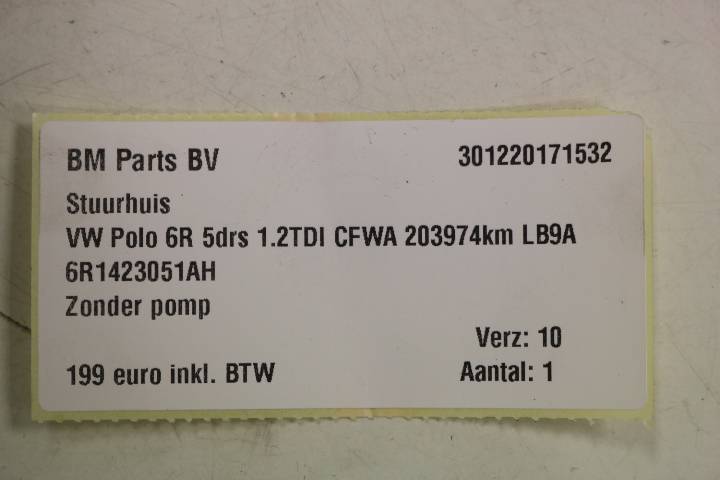 BM Parts BV 301220171532
Stuurhuis
VW Polo 6R 5drs 1.2TDI CFWA 203974km LB9A
6R1423051AH
Zonder pomp
Verz: 10
199 euro inkl. BTW Aantal: 1